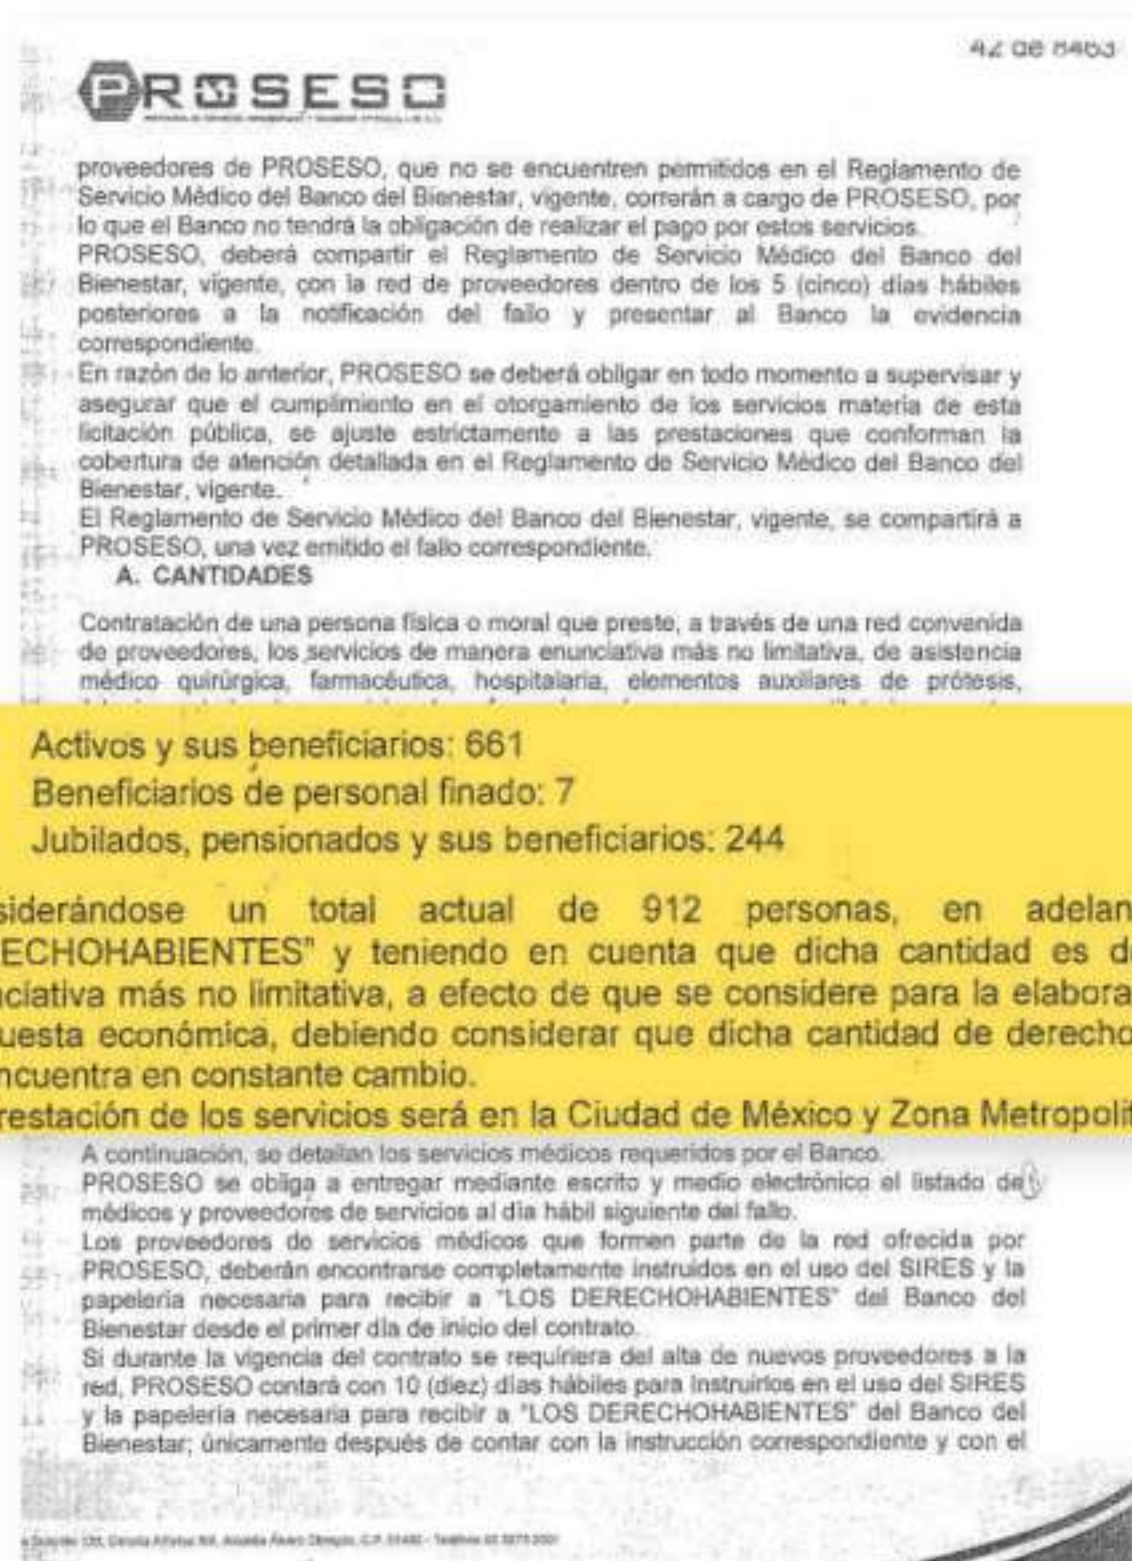 42 de 8463
PROSESO
proveedores de PROSESO, que no se encuentren permitidos en el Reglamento de
Servicio Médico del Banco del Bienestar, vigente, correrán a cargo de PROSESO, por
lo que el Banco no tendrá la obligación de realizar el pago por estos servicios.
PROSESO, deberá compartir el Reglamento de Servicio Médico del Banco del
Bienestar, vigente, con la red de proveedores dentro de los 5 (cinco) días hábiles
posteriores a la notificación del fallo y presentar al Banco la evidencia
correspondiente.
En razón de lo anterior, PROSESO se deberá obligar en todo momento a supervisar y
asegurar que el cumplimiento en el otorgamiento de los servicios materia de esta
licitación pública, se ajuste estrictamente a las prestaciones que conforman la
cobertura de atención detallada en el Reglamento de Servicio Médico del Banco del
Bienestar, vigente.
El Reglamento de Servicio Médico del Banco del Bienestar, vigente, se compartirá a
PROSESO, una vez emitido el fallo correspondiente.
A. CANTIDADES
Contratación de una persona física o moral que preste, a través de una red convenida
de proveedores, los servicios de manera enunciativa más no limitativa, de asistencia
médico quirúrgica, farmacéutica, hospitalaria, elementos auxiliares de prótesis,
Activos y sus beneficiarios: 661
Beneficiarios de personal finado: 7
Jubilados, pensionados y sus beneficiarios: 244
siderándose un total actual de 912 personas, en adelan
ECHOHABIENTES" y teniendo en cuenta que dicha cantidad es d
nciativa más no limitativa, a efecto de que se considere para la elabora
uesta económica, debiendo considerar que dicha cantidad de derecho
ncuentra en constante cambio.
restación de los servicios será en la Ciudad de México y Zona Metropolit
A continuación, se detallan los servicios médicos requeridos por el Banco.
PROSESO se obliga a entregar mediante escrito y medio electrónico el listado de
médicos y proveedores de servicios al día hábil siguiente del fallo.
Los proveedores de servicios médicos que formen parte de la red ofrecida por
PROSESO, deberán encontrarse completamente instruidos en el uso del SIRES y la
papelería necesaria para recibir a "LOS DERECHOHABIENTES" del Banco del
Bienestar desde el primer día de inicio del contrato.
Si durante la vigencia del contrato se requiriera del alta de nuevos proveedores a la
red, PROSESO contará con 10 (diez) días hábiles para Instruirlos en el uso del SIRES
y la papelería necesaria para recibir a "LOS DERECHOHABIENTES" del Banco del
Bienestar; únicamente después de contar con la instrucción correspondiente y con el